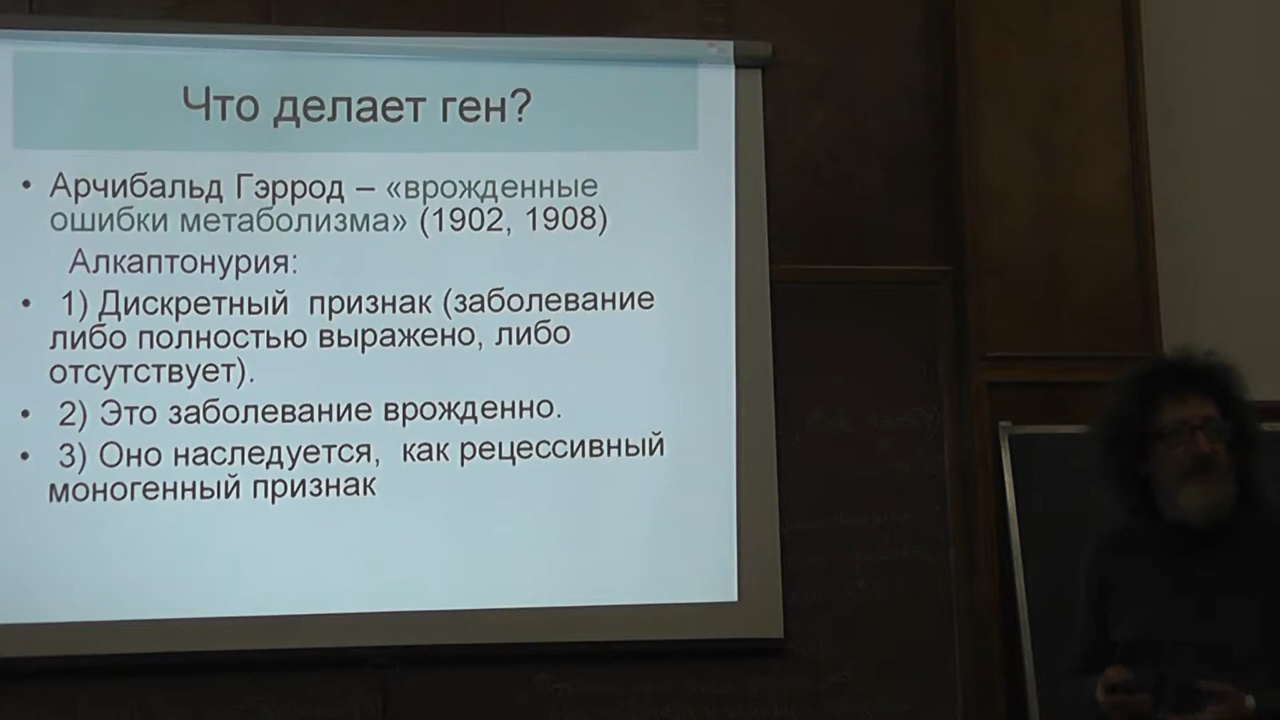 Что делает ген?
• Арчибальд Гэррод – «врожденные
ошибки метаболизма» (1902, 1908)
Алкаптонурия:
• 1) Дискретный признак (заболевание
либо полностью выражено, либо
отсутствует).
• 2) Это заболевание врожденно.
• 3) Оно наследуется, как рецессивный
моногенный признак